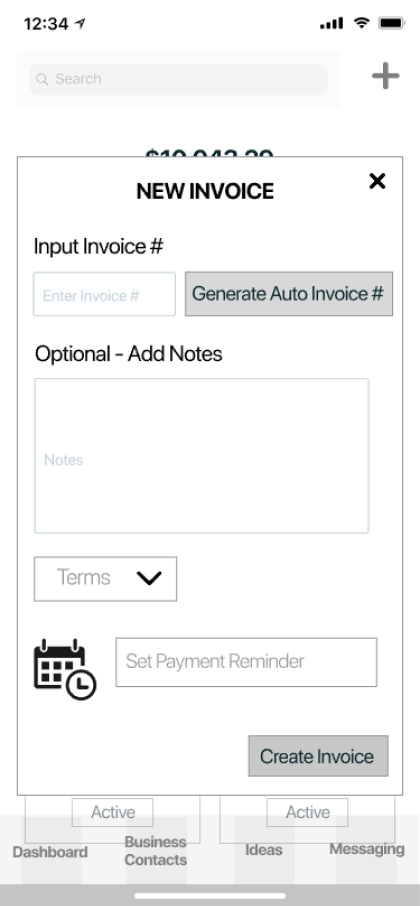 12:34
Search
$10,043.29
NEW INVOICE
Input Invoice #
Enter Invoice #
Generate Auto Invoice #
Optional - Add Notes
Notes
Terms
Set Payment Reminder
Create Invoice
Active
Active
Dashboard
Business
Contacts
Ideas
Messaging